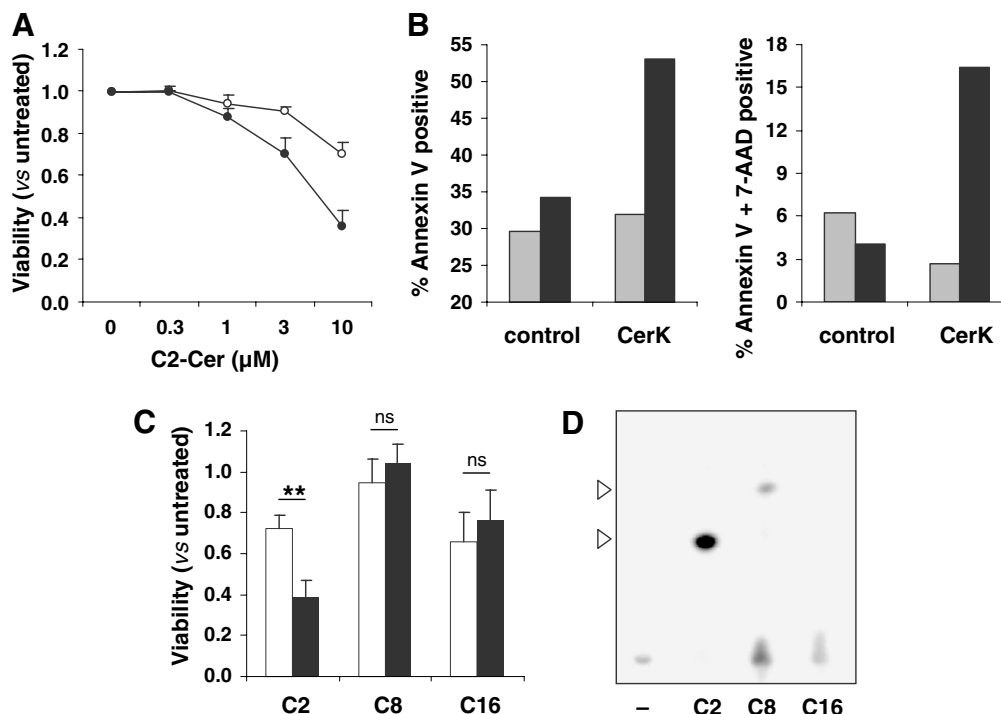 A
Viability (vs untreated)
1.2
1.0
0.8
0.6
0.4
0.2
0.0
0 0.3 1 3 10
C2-Cer (µM)
B
% Annexin V positive
55
50
45
40
35
30
25
20
control CerK
% Annexin V + 7-AAD positive
18
15
12
9
6
3
0
control CerK
C
Viability (vs untreated)
1.2
1.0
0.8
0.6
0.4
0.2
0.0
**
ns
ns
C2 C8 C16
D
– C2 C8 C16